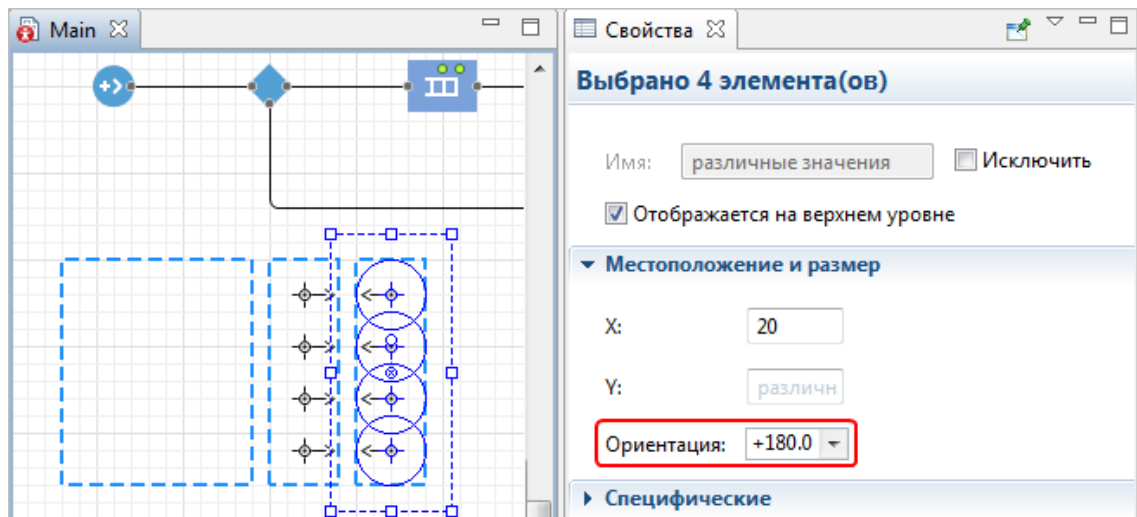 Main
Свойства
Выбрано 4 элемента(ов)
Имя: различные значения Исключить
Отображается на верхнем уровне
Местоположение и размер
X: 20
Y: различн
Ориентация: +180.0
Специфические